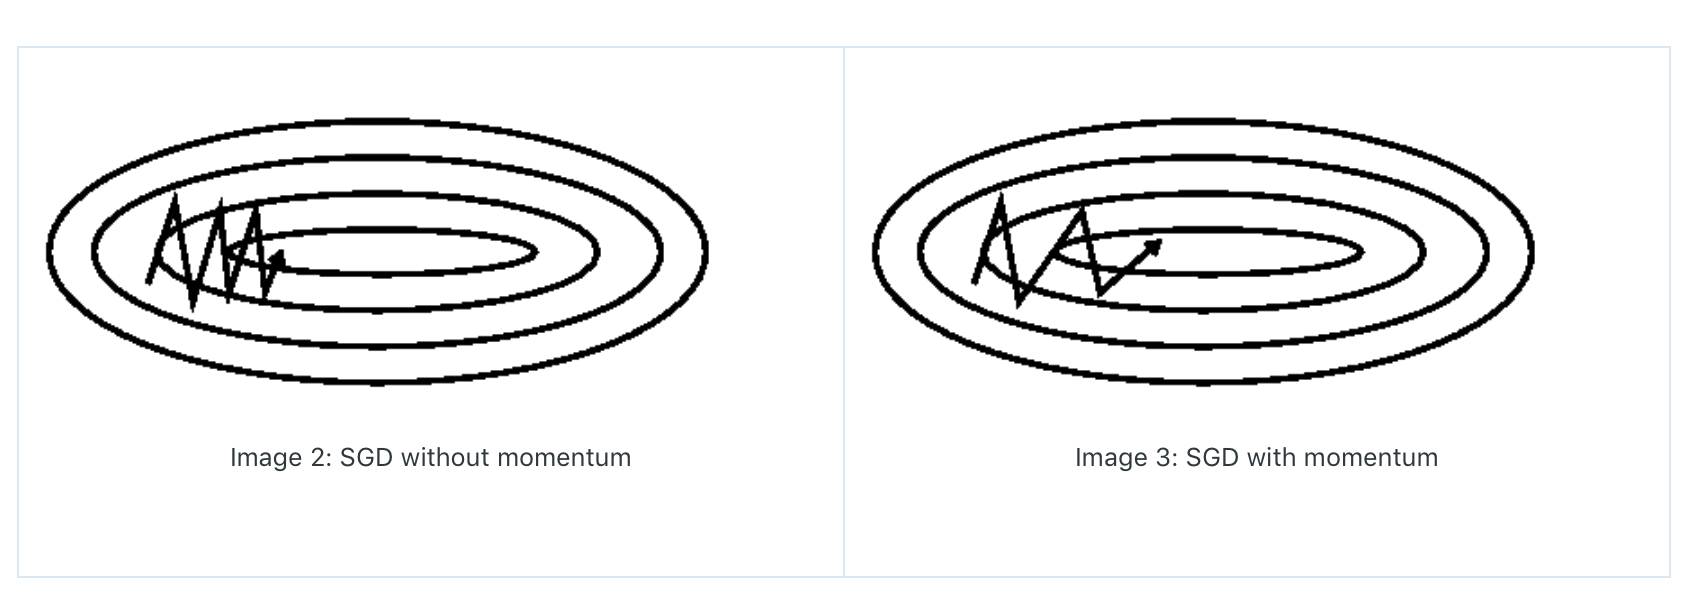 Image 2: SGD without momentum
Image 3: SGD with momentum